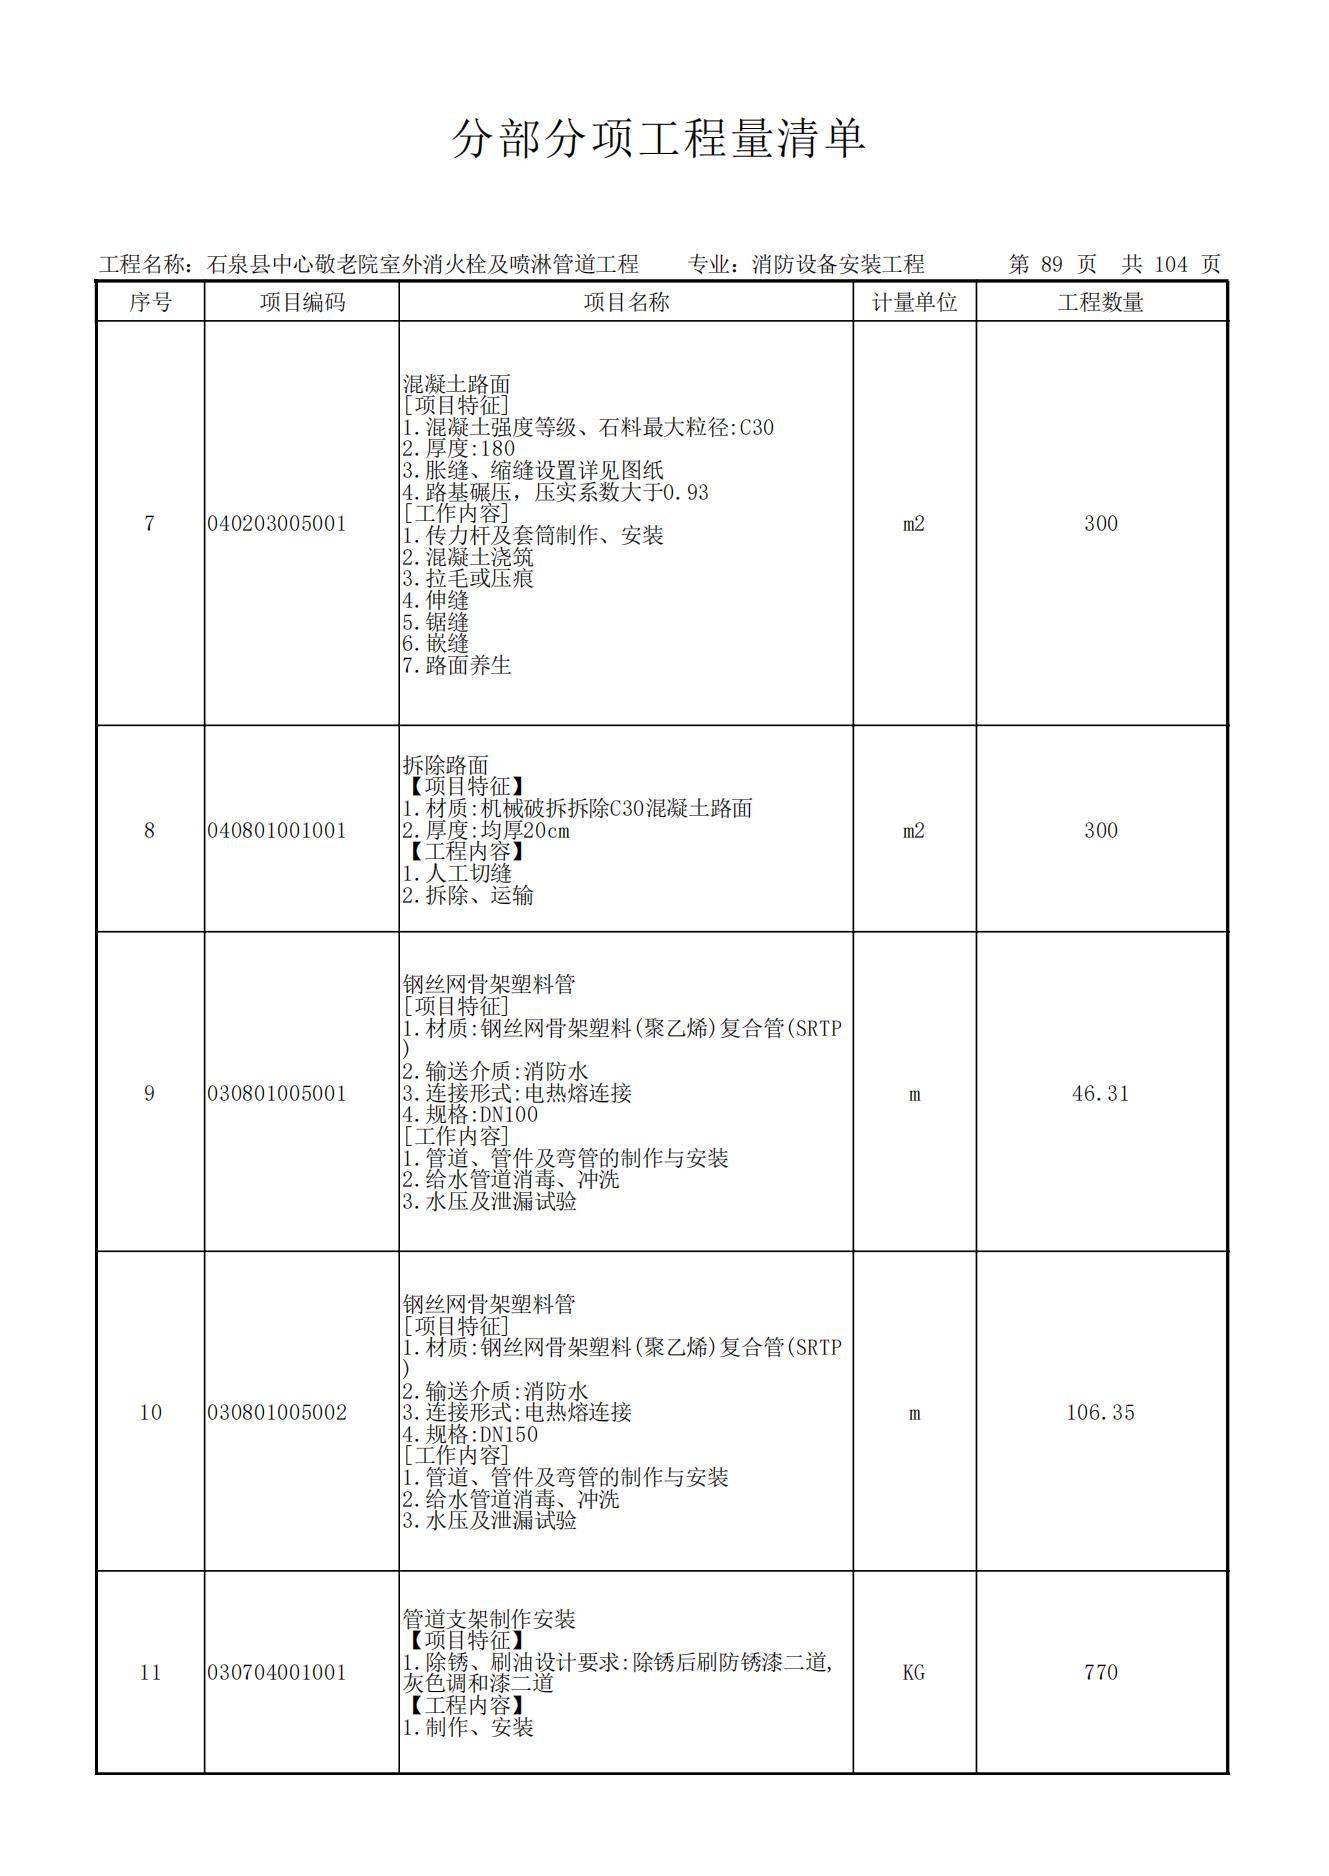 分部分项工程量清单
工程名称：石泉县中心敬老院室外消火栓及喷淋管道工程 专业：消防设备安装工程 第 89 页 共 104 页
序号 项目编码 项目名称 计量单位 工程数量
混凝土路面
[项目特征]
1.混凝土强度等级、石料最大粒径:C30
2.厚度:180
3.胀缝、缩缝设置详见图纸
4.路基碾压，压实系数大于0.93
[工作内容]
7 040203005001 m2 300
1.传力杆及套筒制作、安装
2.混凝土浇筑
3.拉毛或压痕
4.伸缝
5.锯缝
6.嵌缝
7.路面养生
拆除路面
【项目特征】
1.材质:机械破拆拆除C30混凝土路面
8 040801001001 2.厚度:均厚20cm m2 300
【工程内容】
1.人工切缝
2.拆除、运输
钢丝网骨架塑料管
[项目特征]
1.材质:钢丝网骨架塑料(聚乙烯)复合管(SRTP
)
2.输送介质:消防水
9 030801005001 3.连接形式:电热熔连接 m 46.31
4.规格:DN100
[工作内容]
1.管道、管件及弯管的制作与安装
2.给水管道消毒、冲洗
3.水压及泄漏试验
钢丝网骨架塑料管
[项目特征]
1.材质:钢丝网骨架塑料(聚乙烯)复合管(SRTP
)
2.输送介质:消防水
10 030801005002 3.连接形式:电热熔连接 m 106.35
4.规格:DN150
[工作内容]
1.管道、管件及弯管的制作与安装
2.给水管道消毒、冲洗
3.水压及泄漏试验
管道支架制作安装
【项目特征】
1.除锈、刷油设计要求:除锈后刷防锈漆二道,
11 030704001001 灰色调和漆二道 KG 770
【工程内容】
1.制作、安装